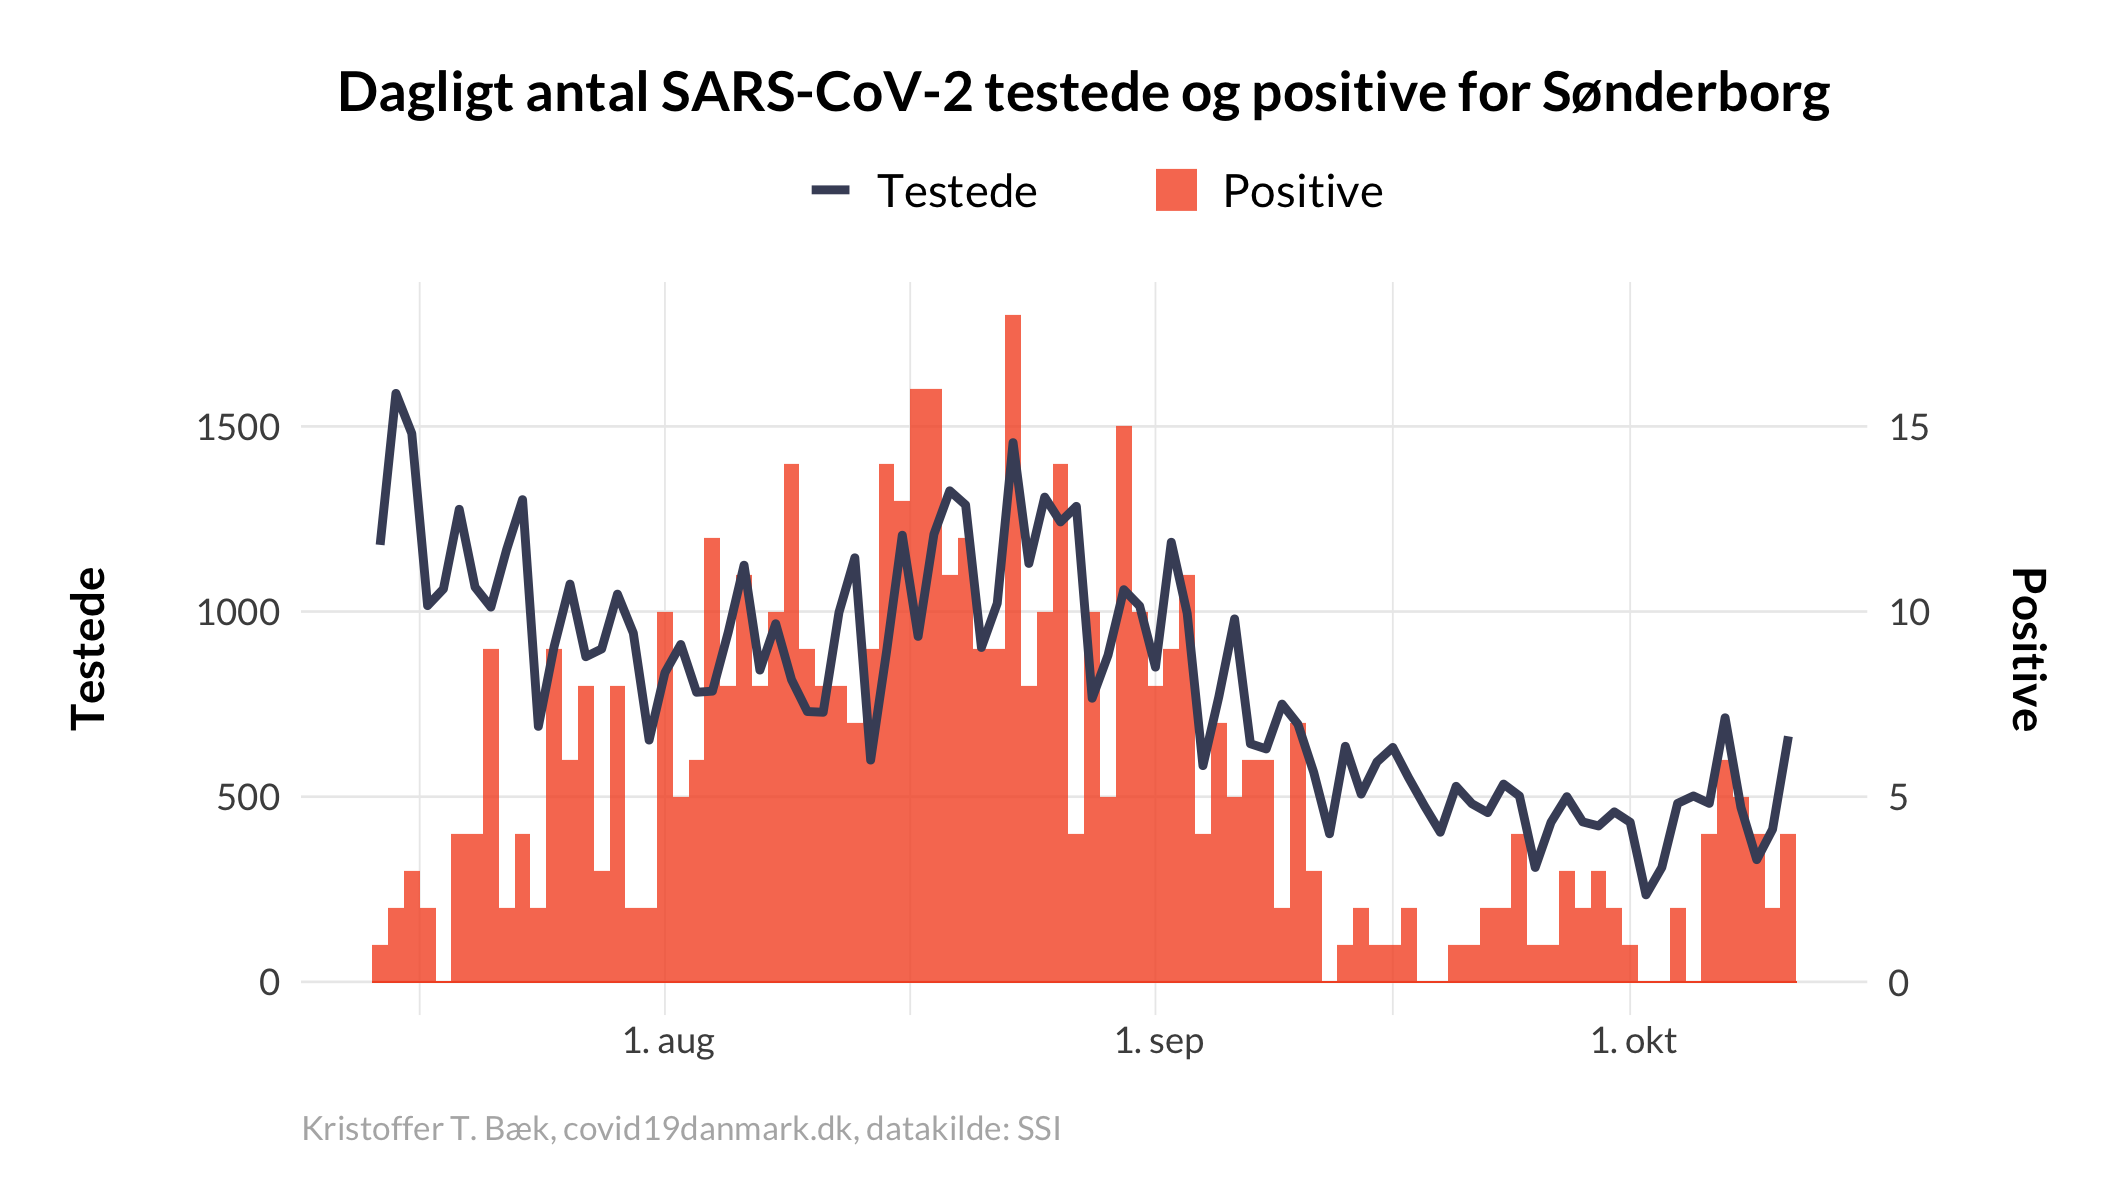 Dagligt antal SARS-CoV-2 testede og positive for Sønderborg
Testede
Positive
1500
1000
500
0
Testede
15
10
5
0
Positive
1. aug
1. sep
1. okt
Kristoffer T. Bæk, covid19danmark.dk, datakilde: SSI